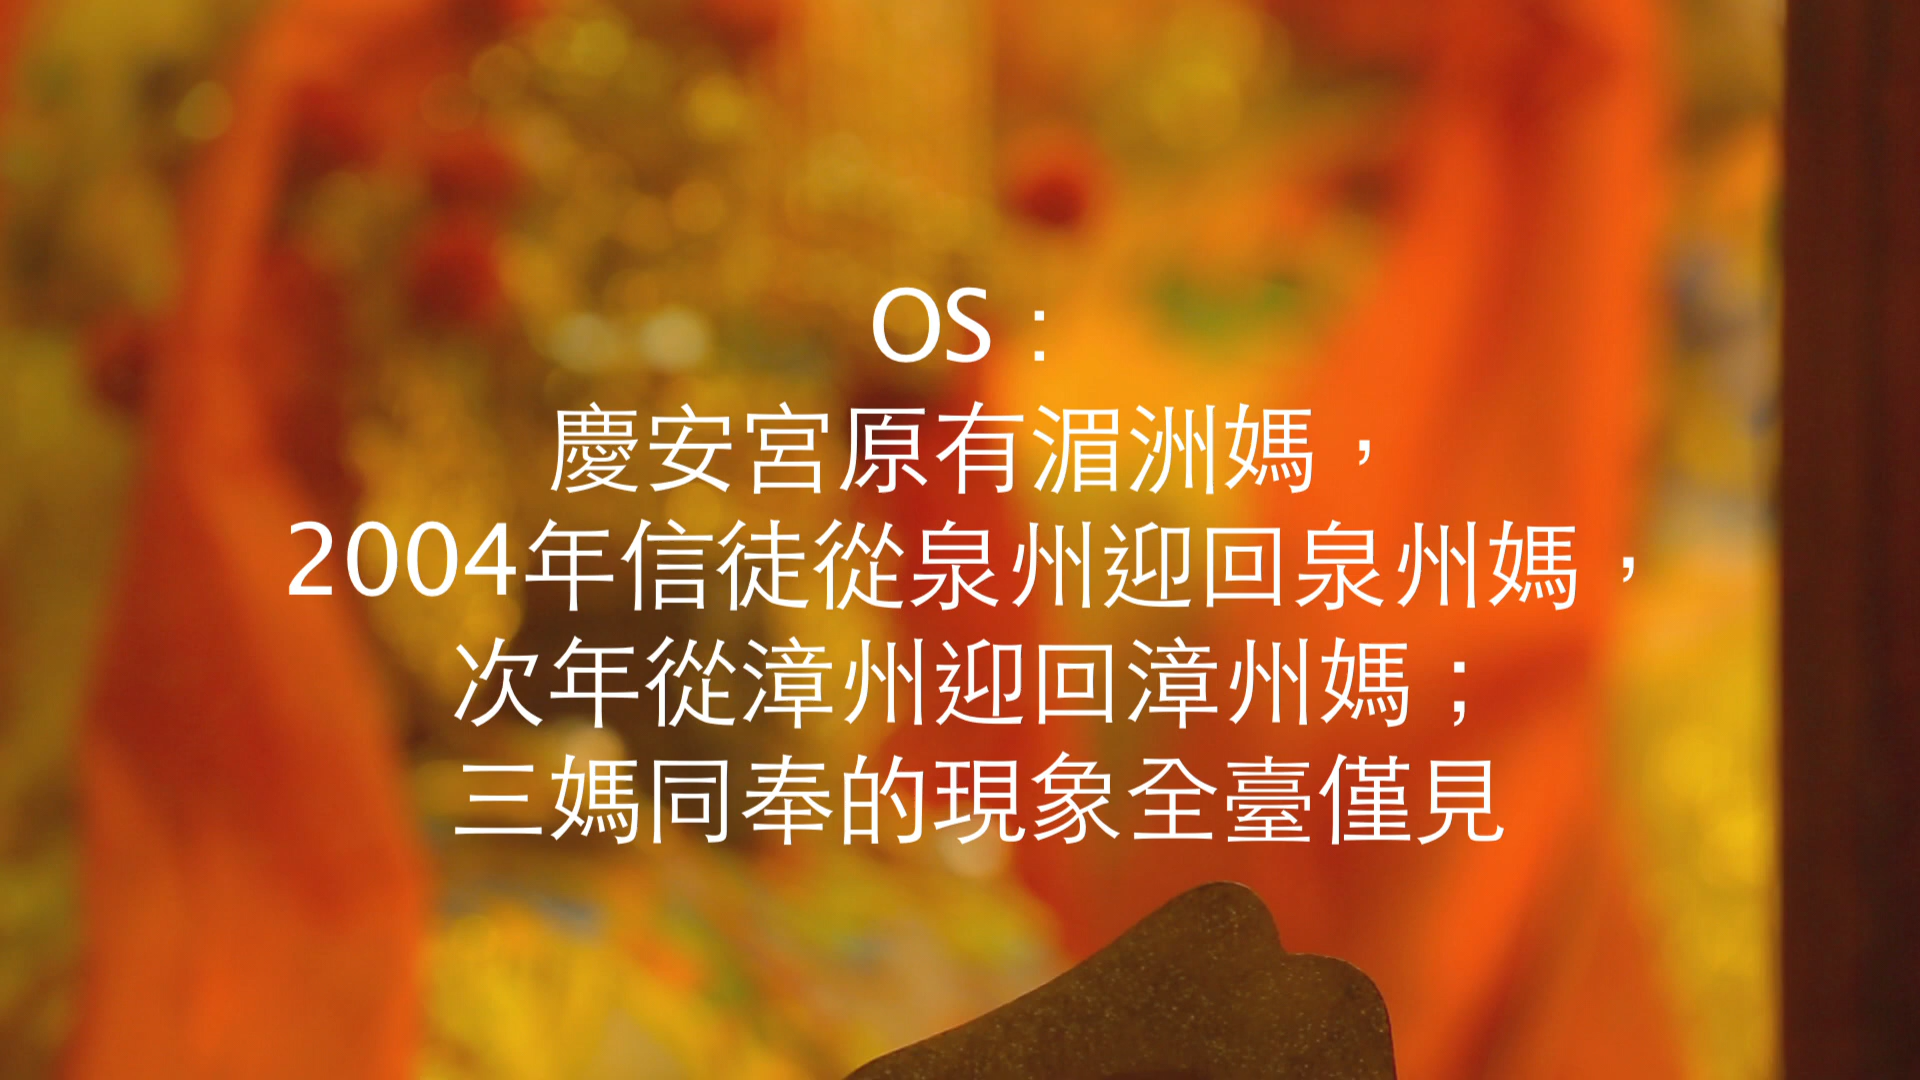 OS：
慶安宮原有湄洲媽，
2004年信徒從泉州迎回泉州媽，
次年從漳州迎回漳州媽；
三媽同奉的現象全臺僅見